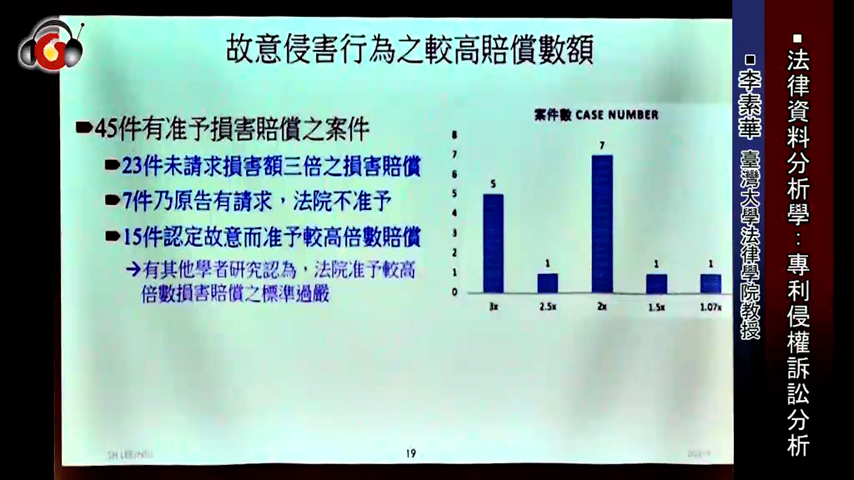 故意侵害行為之較高賠償數額
45件有准予損害賠償之案件
23件未請求損害額三倍之損害賠償
7件乃原告有請求，法院不准予
15件認定故意而准予較高倍數賠償
→有其他學者研究認為，法院准予較高
倍數損害賠償之標準過嚴
案件數 CASE NUMBER
8
7
6
5
4
3
2
1
0
5
1
7
1
1
3x
2.5x
2x
1.5x
1.07x
SH LEE/NTU
19
■法律資料分析學：專利侵權訴訟分析
■李素華 臺灣大學法律學院教授